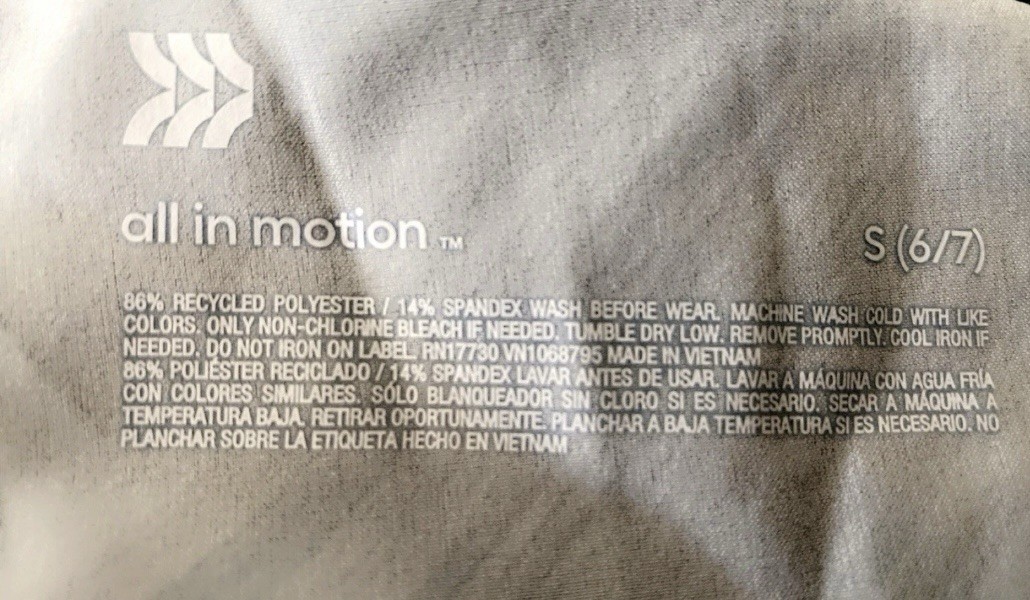 all in motion ™
S (6/7)
86% RECYCLED POLYESTER / 14% SPANDEX WASH BEFORE WEAR. MACHINE WASH COLD WITH LIKE
COLORS. ONLY NON-CHLORINE BLEACH IF NEEDED. TUMBLE DRY LOW. REMOVE PROMPTLY. COOL IRON IF
NEEDED. DO NOT IRON ON LABEL. RN17730 VN1068795 MADE IN VIETNAM
86% POLIÉSTER RECICLADO / 14% SPANDEX LAVAR ANTES DE USAR. LAVAR A MÁQUINA CON AGUA FRÍA
CON COLORES SIMILARES. SÓLO BLANQUEADOR SIN CLORO SI ES NECESARIO. SECAR A MÁQUINA A
TEMPERATURA BAJA. RETIRAR OPORTUNAMENTE. PLANCHAR A BAJA TEMPERATURA SI ES NECESARIO. NO
PLANCHAR SOBRE LA ETIQUETA HECHO EN VIETNAM